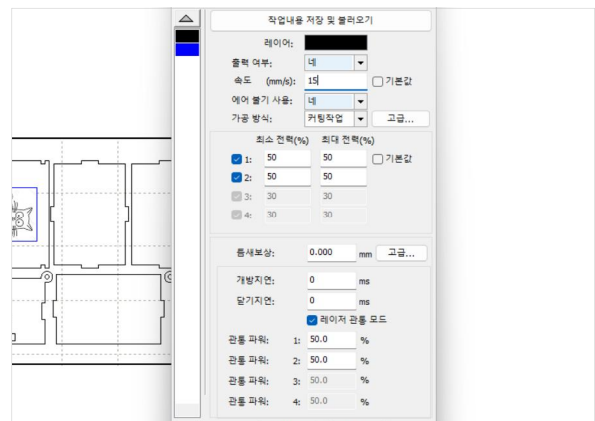 작업내용 저장 및 불러오기
레이어:
출력 여부: 네
속도 (mm/s): 15 기본값
에어 불기 사용: 네
가공 방식: 커팅작업 고급...
최소 전력(%) 최대 전력(%)
1: 50 50 기본값
2: 50 50
3: 30 30
4: 30 30
틈새보상: 0.000 mm 고급...
개방지연: 0 ms
닫기지연: 0 ms
레이저 관통 모드
관통 파워: 1: 50.0 %
관통 파워: 2: 50.0 %
관통 파워: 3: 50.0 %
관통 파워: 4: 50.0 %